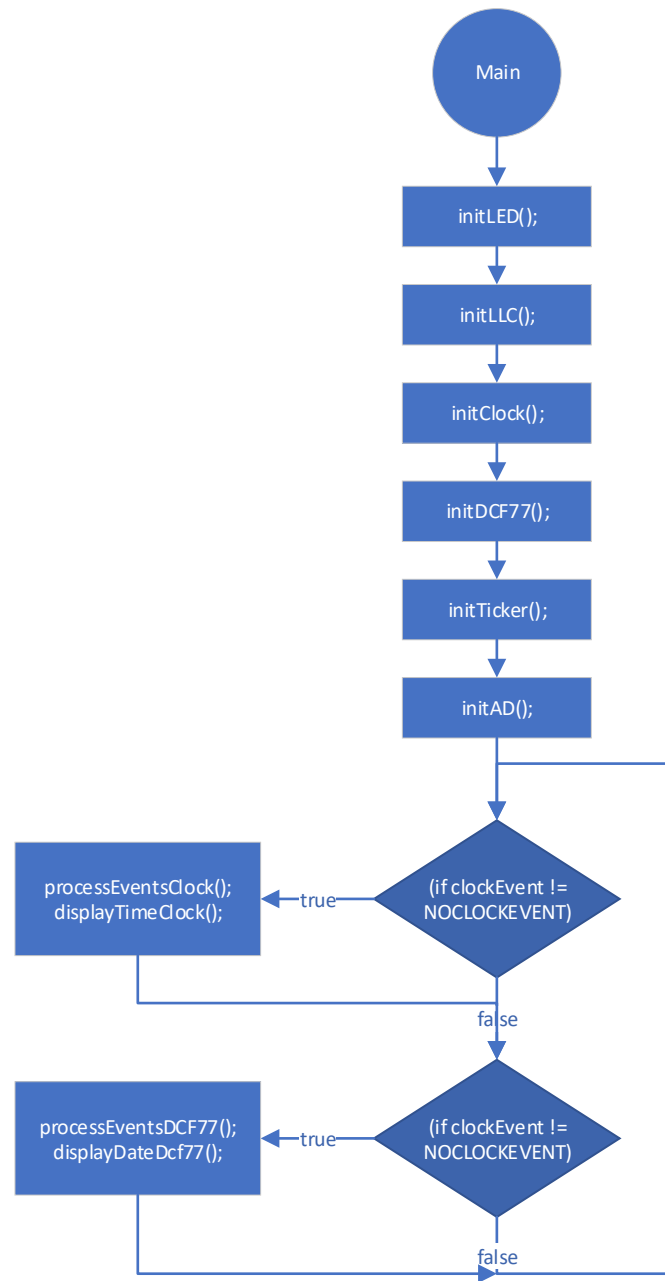 Main
initLED();
initLLC();
initClock();
initDCF77();
initTicker();
initAD();
(if clockEvent !=
NOCLOCKEVENT)
true
processEventsClock();
displayTimeClock();
false
(if clockEvent !=
NOCLOCKEVENT)
true
processEventsDCF77();
displayDateDcf77();
false